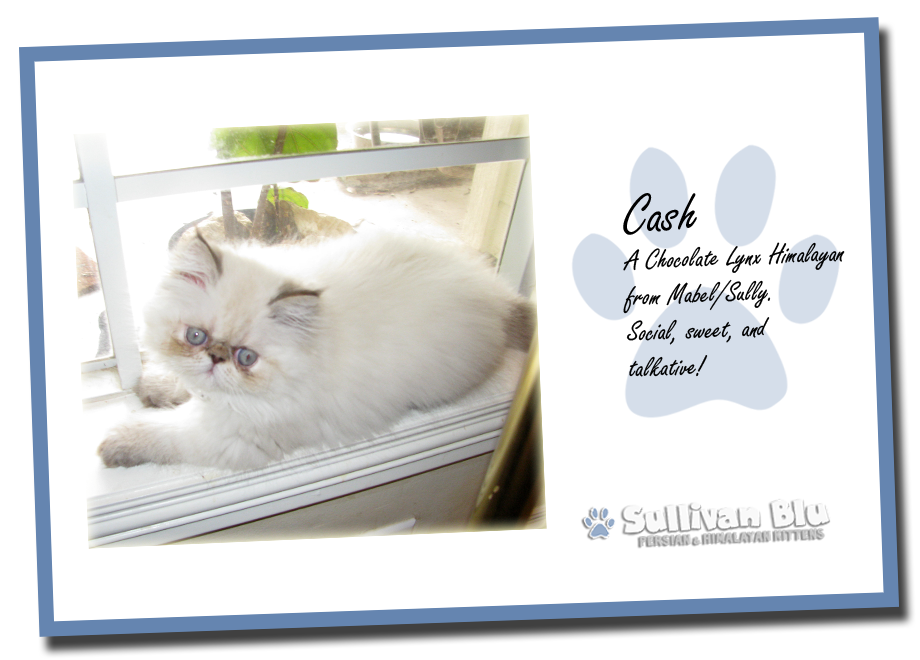 Cash
A Chocolate Lynx Himalayan
from Mabel/Sully.
Social, sweet, and
talkative!
Sullivan Blu
PERSIAN & HIMALAYAN KITTENS